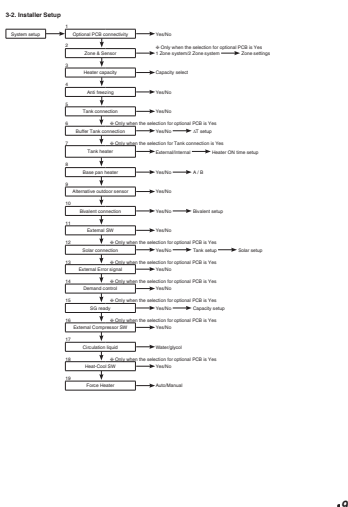 3-2. Installer Setup
System setup
1
Optional PCB connectivity
Yes/No
2
※ Only when the selection for optional PCB is Yes
Zone & Sensor
1 Zone system/2 Zone system
Zone settings
3
Heater capacity
Capacity select
4
Anti freezing
Yes/No
5
Tank connection
Yes/No
6
※ Only when the selection for optional PCB is Yes
Buffer Tank connection
Yes/No
ΔT setup
7
※ Only when the selection for Tank connection is Yes
Tank heater
External/Internal
Heater ON time setup
8
Base pan heater
Yes/No
A / B
9
Alternative outdoor sensor
Yes/No
10
Bivalent connection
Yes/No
Bivalent setup
11
External SW
Yes/No
12
※ Only when the selection for optional PCB is Yes
Solar connection
Yes/No
Tank setup
Solar setup
13
※ Only when the selection for optional PCB is Yes
External Error signal
Yes/No
14
※ Only when the selection for optional PCB is Yes
Demand control
Yes/No
15
※ Only when the selection for optional PCB is Yes
SG ready
Yes/No
Capacity setup
16
※ Only when the selection for optional PCB is Yes
External Compressor SW
Yes/No
17
Circulation liquid
Water/glycol
18
※ Only when the selection for optional PCB is Yes
Heat-Cool SW
Yes/No
19
Force Heater
Auto/Manual